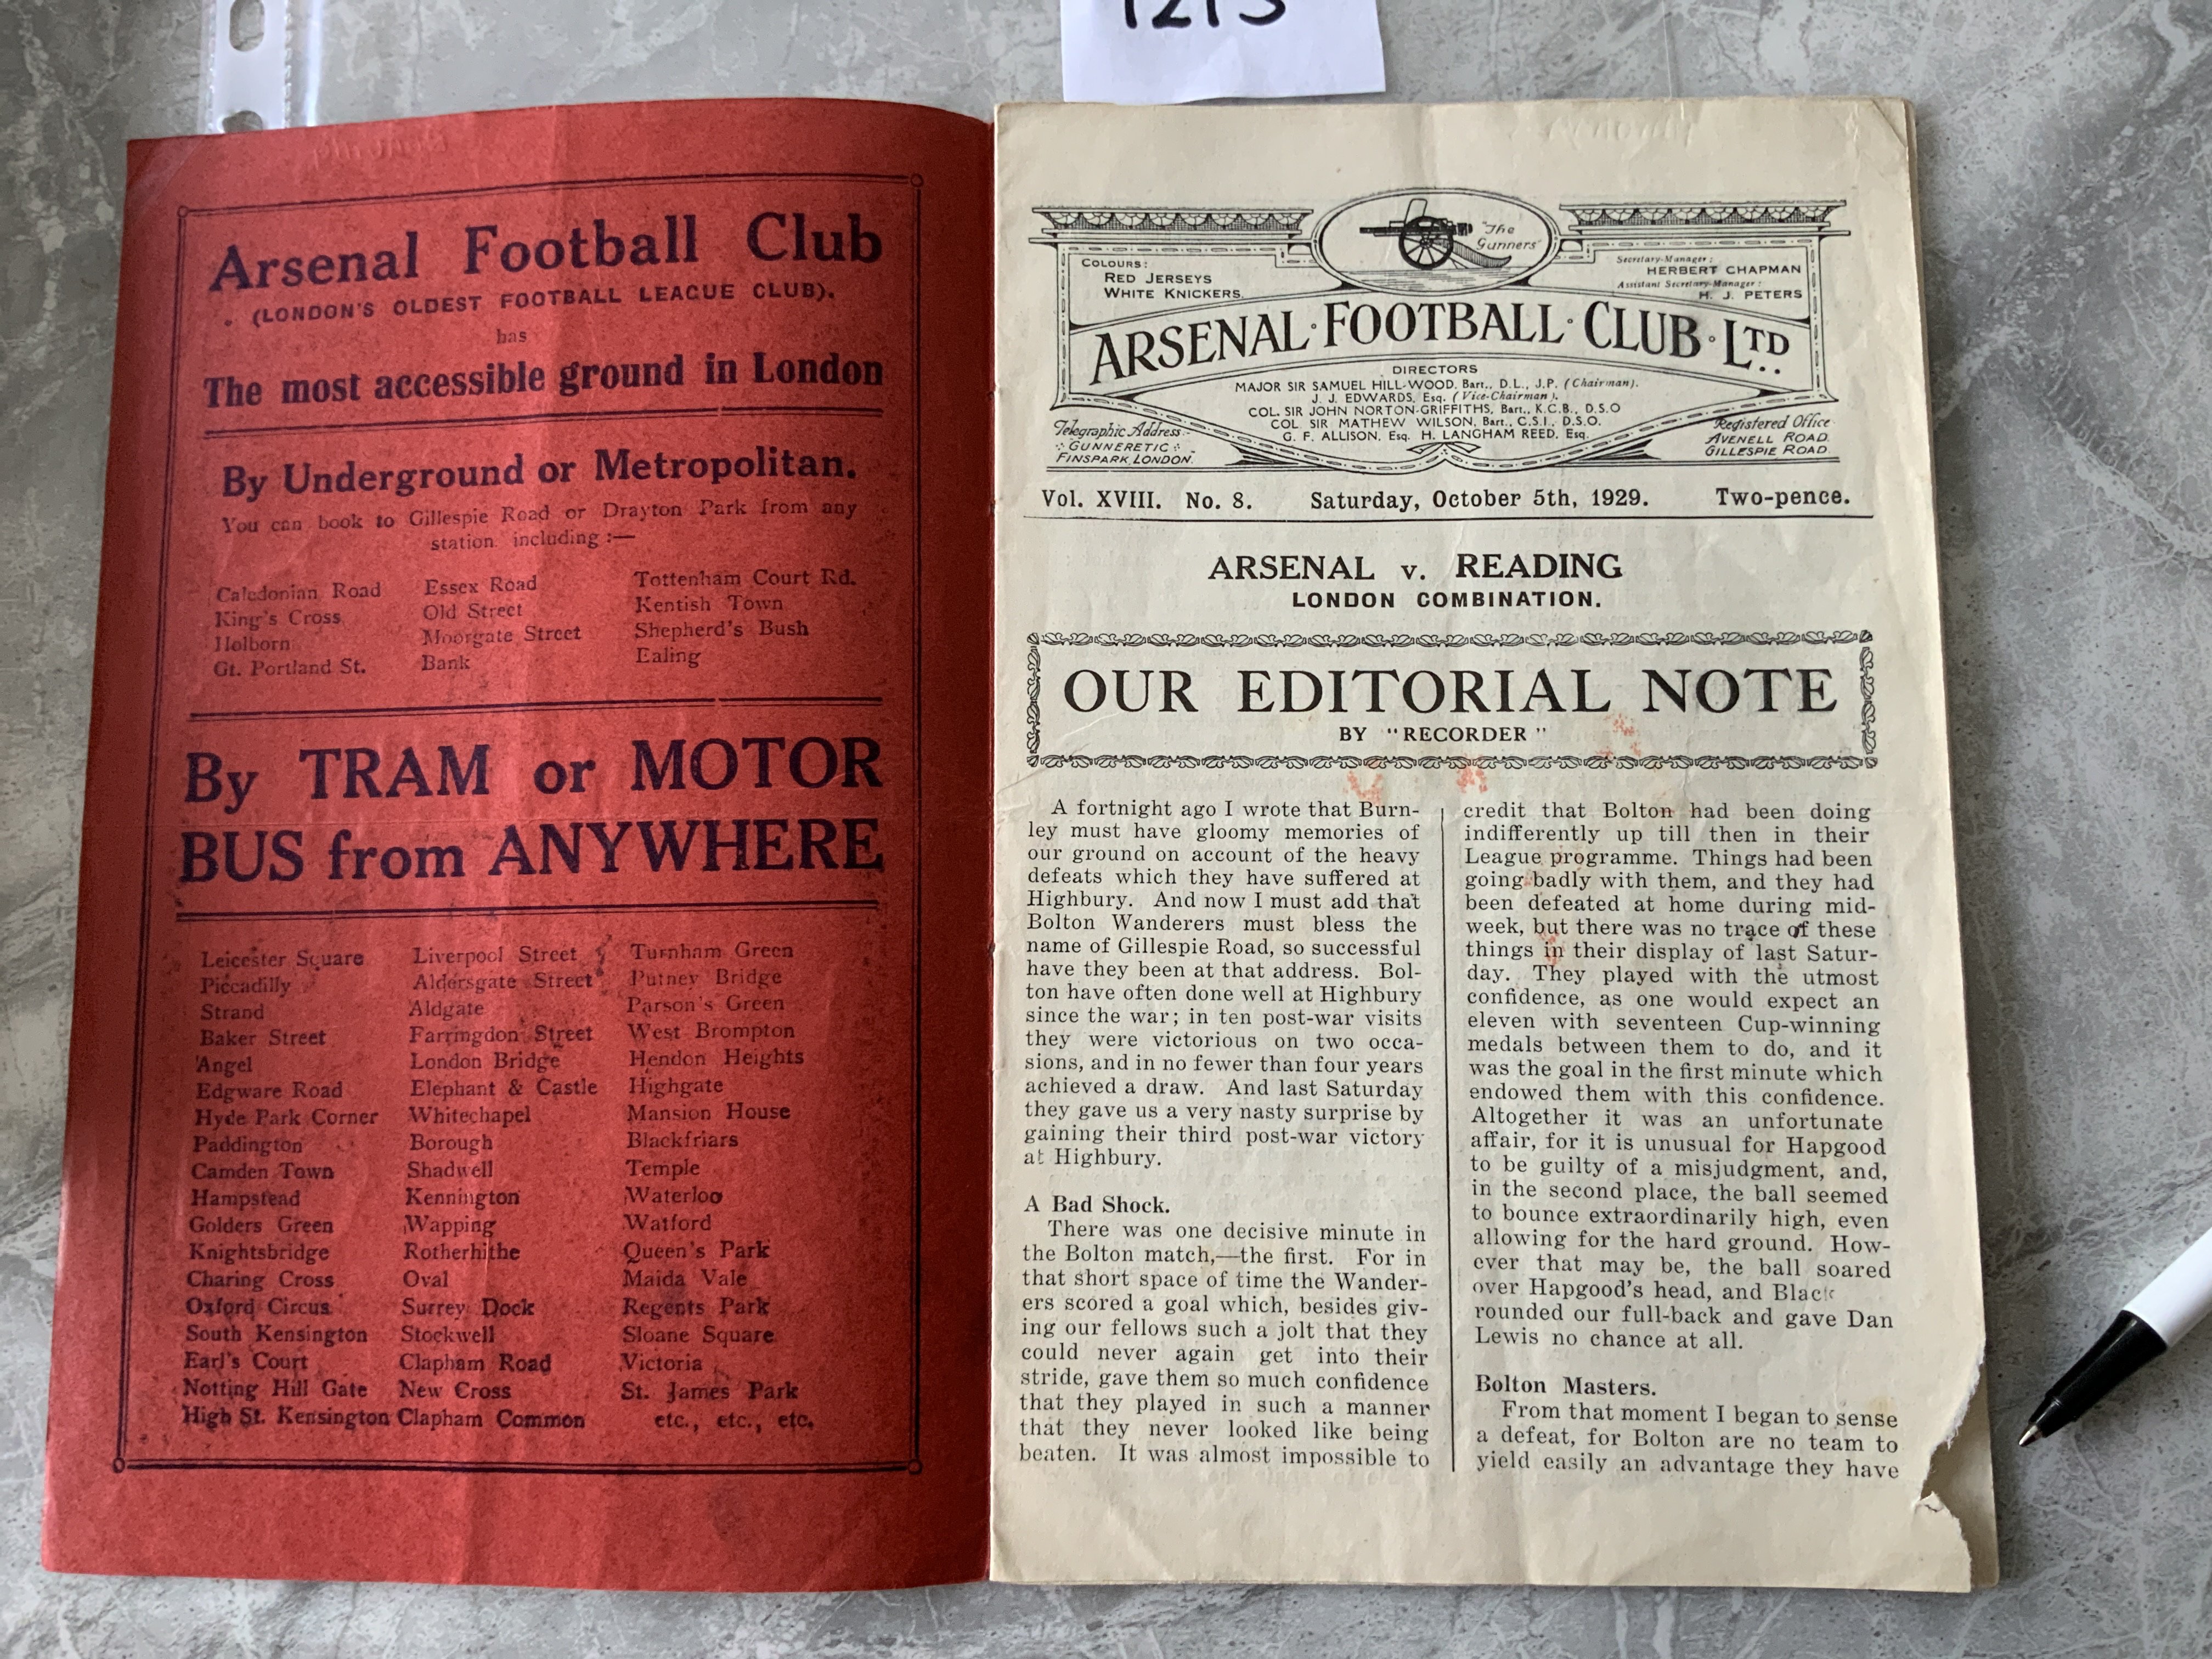 1213
Arsenal Football Club
(LONDON'S OLDEST FOOTBALL LEAGUE CLUB).
has
The most accessible ground in London
By Underground or Metropolitan.
You can book to Gillespie Road or Drayton Park from any
station including :—
Caledonian Road
King's Cross
Holborn
Gt. Portland St.
Essex Road
Old Street
Moorgate Street
Bank
Tottenham Court Rd.
Kentish Town
Shepherd's Bush
Ealing
By TRAM or MOTOR
BUS from ANYWHERE
Leicester Square
Piccadilly
Strand
Baker Street
Angel
Edgware Road
Hyde Park Corner
Paddington
Camden Town
Hampstead
Golders Green
Knightsbridge
Charing Cross
Oxford Circus
South Kensington
Earl's Court
Notting Hill Gate
High St. Kensington
Liverpool Street
Aldersgate Street
Aldgate
Farringdon Street
London Bridge
Elephant & Castle
Whitechapel
Borough
Shadwell
Kennington
Wapping
Rotherhithe
Oval
Surrey Dock
Stockwell
Clapham Road
New Cross
Clapham Common
Turnham Green
Putney Bridge
Parson's Green
West Brompton
Hendon Heights
Highgate
Mansion House
Blackfriars
Temple
Waterloo
Watford
Queen's Park
Maida Vale
Regents Park
Sloane Square
Victoria
St. James Park
etc., etc., etc.
"The
Gunners"
COLOURS:
RED JERSEYS
WHITE KNICKERS.
Secretary-Manager:
HERBERT CHAPMAN
Assistant Secretary-Manager:
H. J. PETERS
ARSENAL · FOOTBALL · CLUB · LTD..
DIRECTORS
MAJOR SIR SAMUEL HILL-WOOD, Bart., D.L., J.P. (Chairman).
J. J. EDWARDS, Esq. (Vice-Chairman).
COL. SIR JOHN NORTON-GRIFFITHS, Bart., K.C.B., D.S.O
COL. SIR MATHEW WILSON, Bart., C.S.I., D.S.O.
G. F. ALLISON, Esq. H. LANGHAM REED, Esq.
Telegraphic Address
GUNNERETIC
FINSPARK, LONDON.
Registered Office
AVENELL ROAD
GILLESPIE ROAD.
Vol. XVIII. No. 8. Saturday, October 5th, 1929. Two-pence.
ARSENAL v. READING
LONDON COMBINATION.
OUR EDITORIAL NOTE
BY "RECORDER"
A fortnight ago I wrote that Burn-
ley must have gloomy memories of
our ground on account of the heavy
defeats which they have suffered at
Highbury. And now I must add that
Bolton Wanderers must bless the
name of Gillespie Road, so successful
have they been at that address. Bol-
ton have often done well at Highbury
since the war; in ten post-war visits
they were victorious on two occa-
sions, and in no fewer than four years
achieved a draw. And last Saturday
they gave us a very nasty surprise by
gaining their third post-war victory
at Highbury.
A Bad Shock.
There was one decisive minute in
the Bolton match,—the first. For in
that short space of time the Wander-
ers scored a goal which, besides giv-
ing our fellows such a jolt that they
could never again get into their
stride, gave them so much confidence
that they played in such a manner
that they never looked like being
beaten. It was almost impossible to
credit that Bolton had been doing
indifferently up till then in their
League programme. Things had been
going badly with them, and they had
been defeated at home during mid-
week, but there was no trace of these
things in their display of last Satur-
day. They played with the utmost
confidence, as one would expect an
eleven with seventeen Cup-winning
medals between them to do, and it
was the goal in the first minute which
endowed them with this confidence.
Altogether it was an unfortunate
affair, for it is unusual for Hapgood
to be guilty of a misjudgment, and,
in the second place, the ball seemed
to bounce extraordinarily high, even
allowing for the hard ground. How-
ever that may be, the ball soared
over Hapgood's head, and Black
rounded our full-back and gave Dan
Lewis no chance at all.
Bolton Masters.
From that moment I began to sense
a defeat, for Bolton are no team to
yield easily an advantage they have